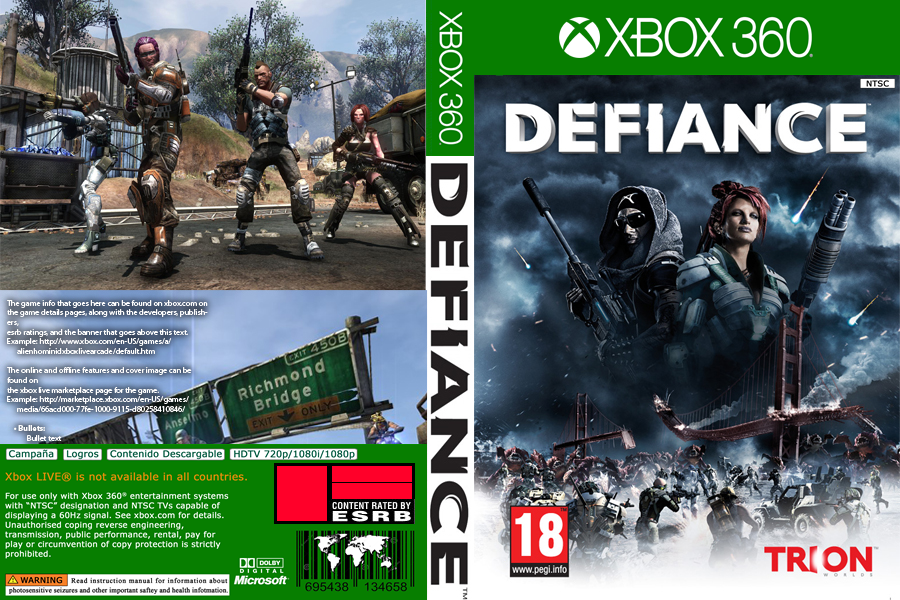 The game info that goes here can be found on xbox.com on
the game details pages, along with the developers, publish-
ers,
esrb ratings, and the banner that goes above this text.
Example: http://www.xbox.com/en-US/games/a/
alienhominidxboxlivearcade/default.htm
The online and offline features and cover image can be
found on
the xbox live marketplace page for the game.
Example: http://marketplace.xbox.com/en-US/games/
media/66acd000-77fe-1000-9115-d80258410846/
• Bullets:
Bullet text
EXIT 450B
Richmond
Bridge
EXIT ONLY
Anselmo
Campaña
Logros
Contenido Descargable
HDTV 720p/1080i/1080p
Xbox LIVE® is not available in all countries.
For use only with Xbox 360® entertainment systems
with “NTSC” designation and NTSC TVs capable of
displaying a 60Hz signal. See xbox.com for details.
Unauthorised coping reverse engineering,
transmission, public performance, rental, pay for
play or circumvention of copy protection is strictly
prohibited.
WARNING Read instruction manual for information about
photosensitive seizures and other important saftey and health infotmation.
DOLBY
DIGITAL
Microsoft®
CONTENT RATED BY
ESRB
695438 134658
XBOX 360®
DEFIANCE™
XBOX 360®
NTSC
DEFIANCE™
18
www.pegi.info
TRION™
WORLDS